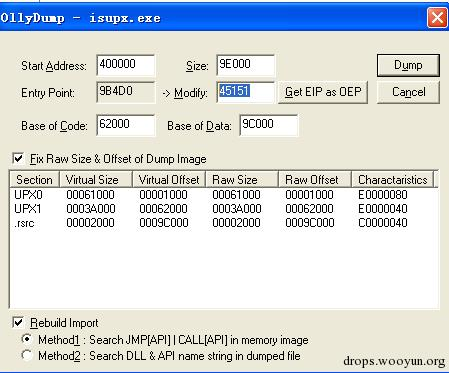 OllyDump - isupx.exe
Start Address: 400000 Size: 9E000 Dump
Entry Point: 9B4D0 -> Modify: 45151 Get EIP as OEP Cancel
Base of Code: 62000 Base of Data: 9C000
Fix Raw Size & Offset of Dump Image
Section Virtual Size Virtual Offset Raw Size Raw Offset Charactaristics
UPX0 00061000 00001000 00061000 00001000 E0000080
UPX1 0003A000 00062000 0003A000 00062000 E0000040
.rsrc 00002000 0009C000 00002000 0009C000 C0000040
Rebuild Import
Method1 : Search JMP[API] | CALL[API] in memory image
Method2 : Search DLL & API name string in dumped file
drops.wooyun.org